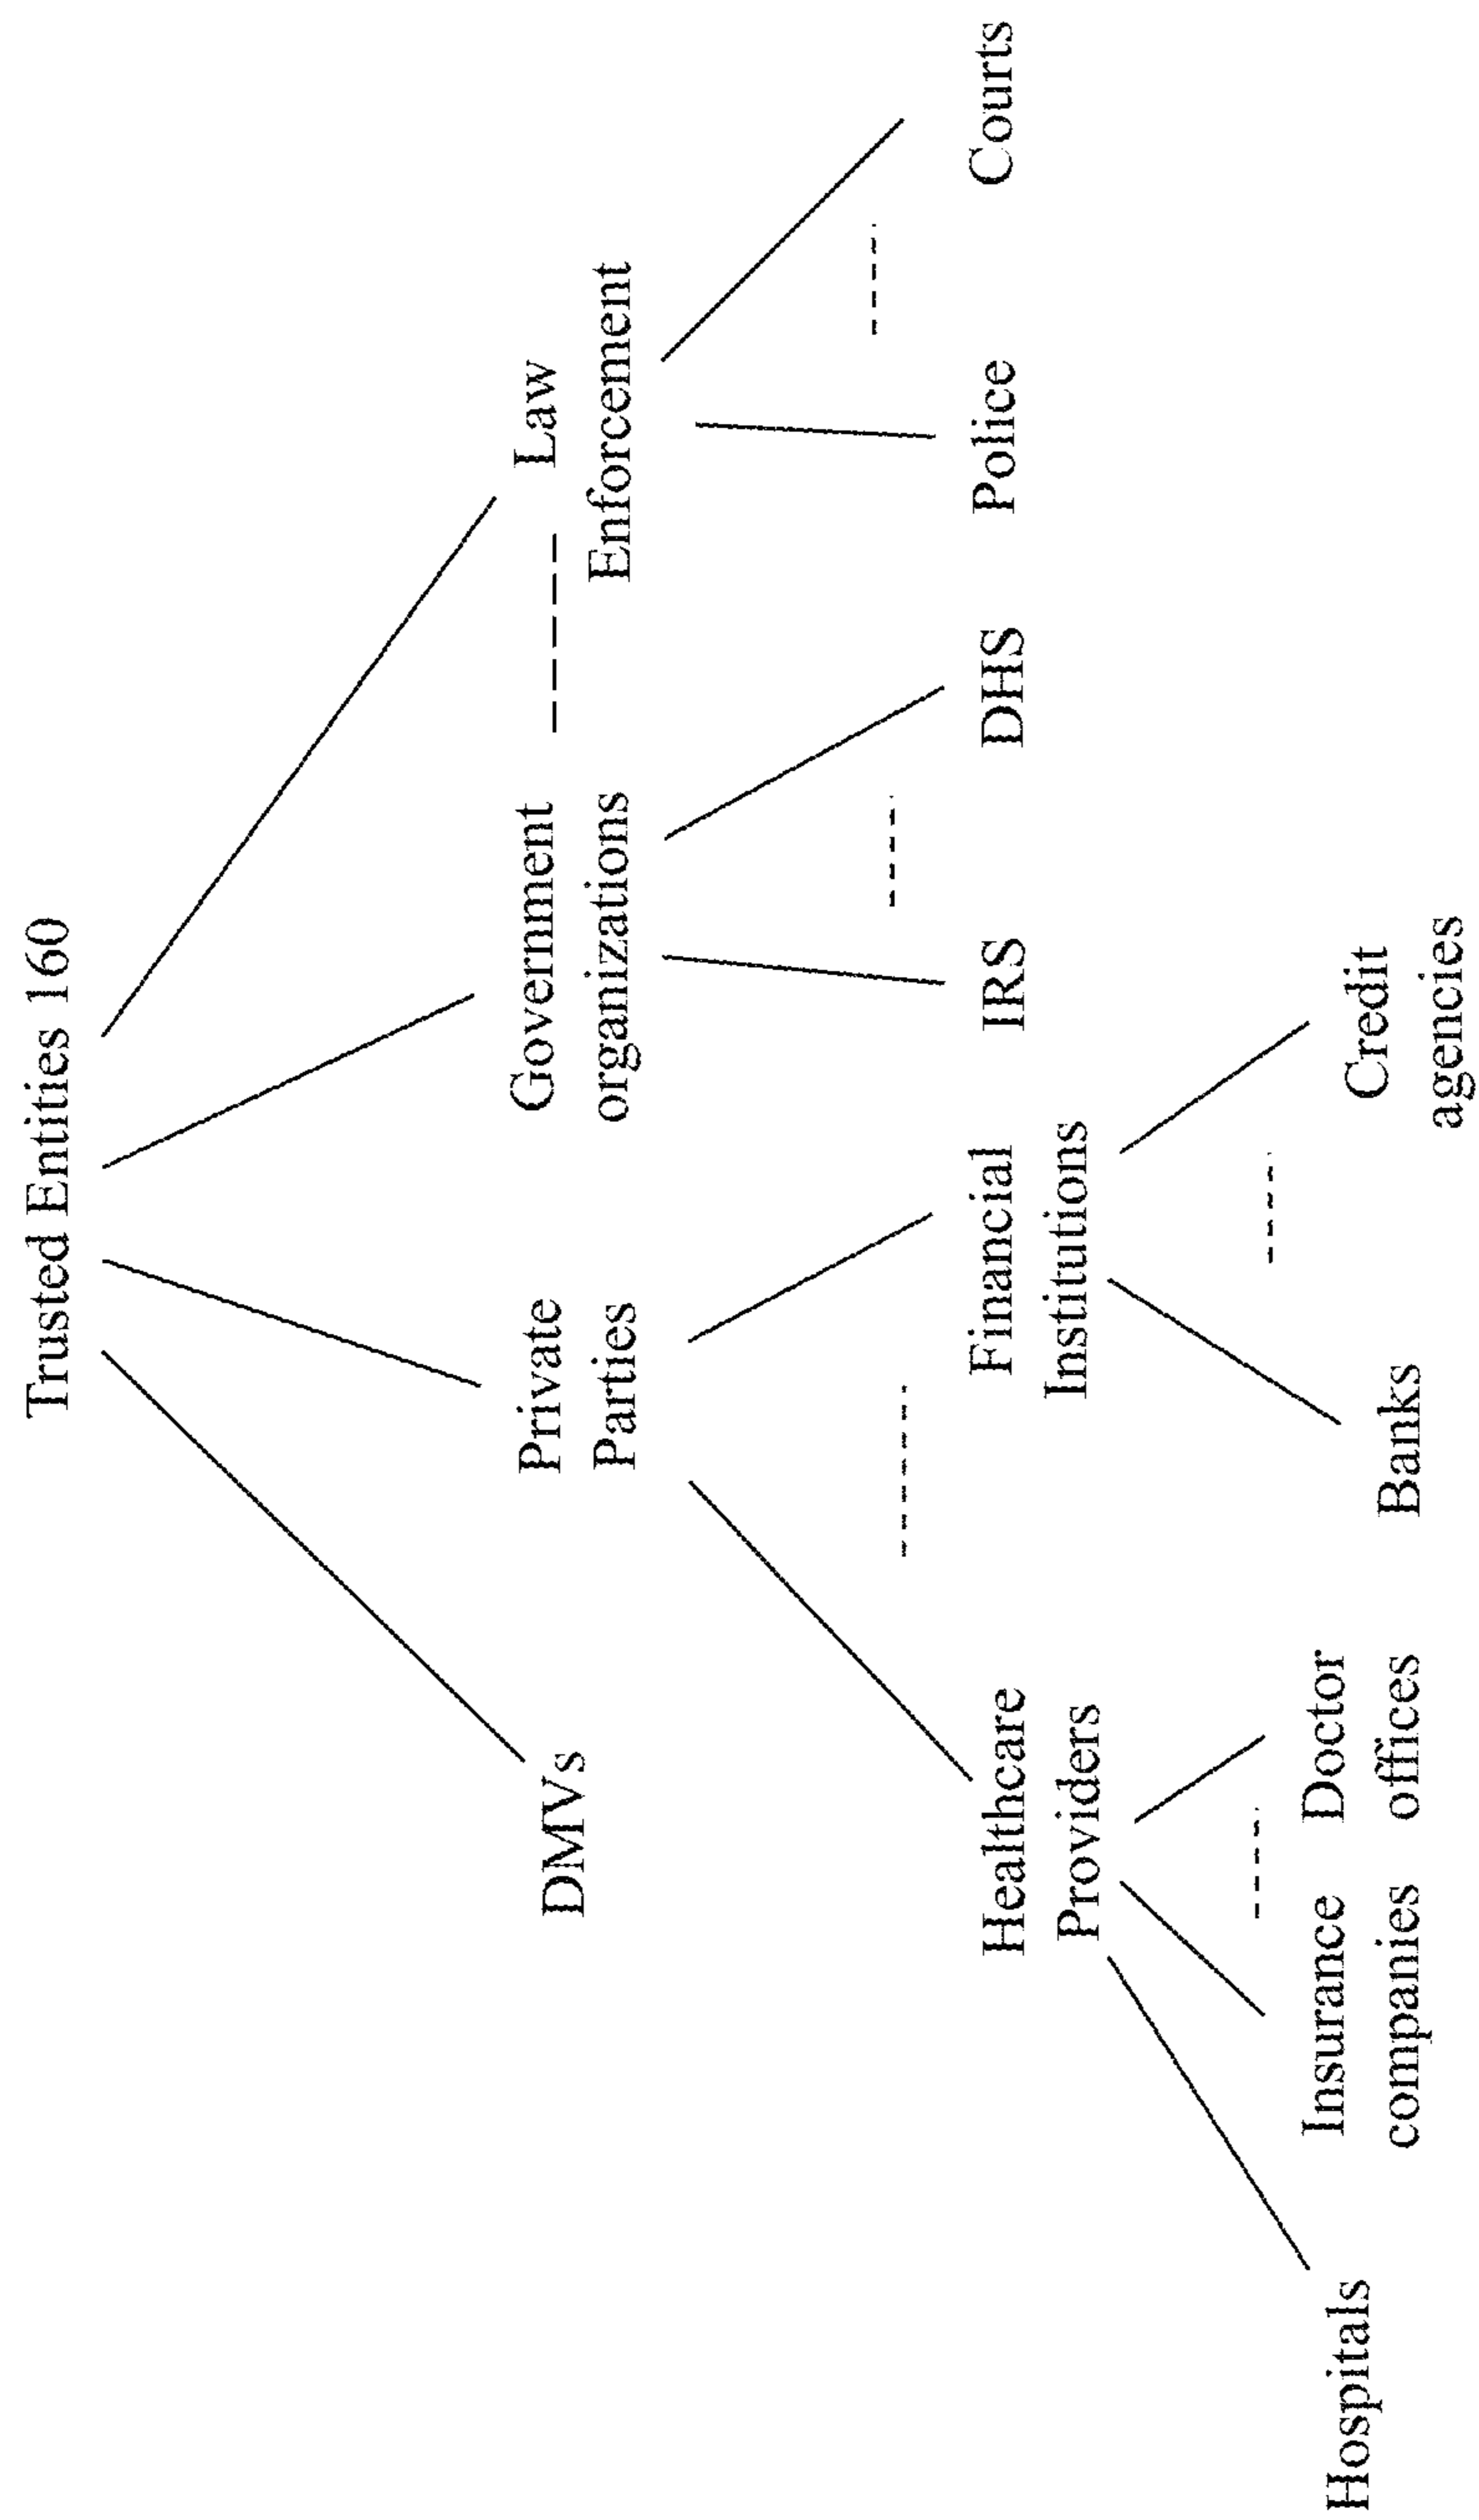 Trusted Entities 160
DMVs
Private
Parties
Government
organizations
Law
Enforcement
Healthcare
Providers
Financial
Institutions
IRS
DHS
Police
Courts
Hospitals
Insurance
companies
Doctor
offices
Banks
Credit
agencies